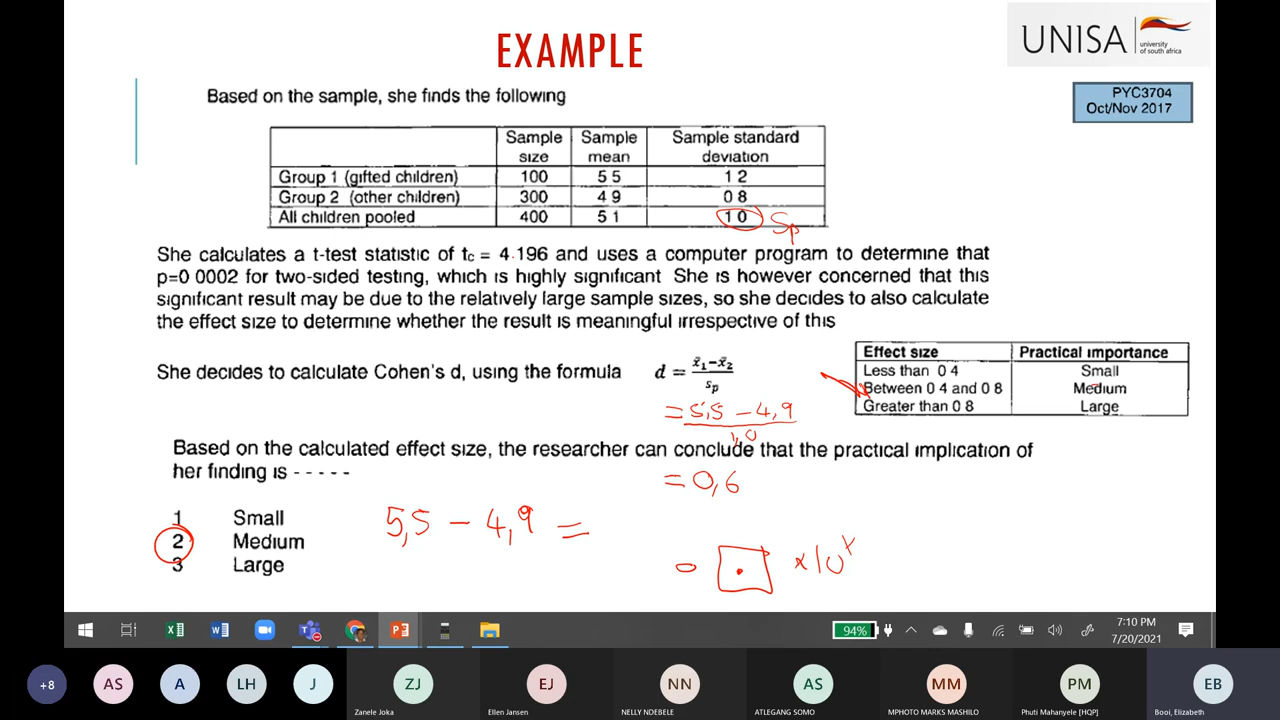 EXAMPLE
UNISA
university
of south africa
Based on the sample, she finds the following
PYC3704
Oct/Nov 2017
Sample size Sample mean Sample standard deviation
Group 1 (gifted children) 100 5 5 1 2
Group 2 (other children) 300 4 9 0 8
All children pooled 400 5 1 1 0 Sp
She calculates a t-test statistic of tc = 4.196 and uses a computer program to determine that
p=0 0002 for two-sided testing, which is highly significant She is however concerned that this
significant result may be due to the relatively large sample sizes, so she decides to also calculate
the effect size to determine whether the result is meaningful irrespective of this
She decides to calculate Cohen's d, using the formula d = x̄₁−x̄₂ / sp
Effect size Practical importance
Less than 0 4 Small
Between 0 4 and 0 8 Medium
Greater than 0 8 Large
= 5,5 − 4,9
1,0
Based on the calculated effect size, the researcher can conclude that the practical implication of
her finding is - - - - -
= 0,6
1 Small
2 Medium
3 Large
5,5 − 4,9 =
94%
7:10 PM
7/20/2021
+8 AS A LH J ZJ EJ NN AS MM PM EB
Zanele Joka Ellen Jansen NELLY NDEBELE ATLEGANG SOMO MPHOTO MARKS MASHILO Phuti Mahanyele [HQP] Booi, Elizabeth